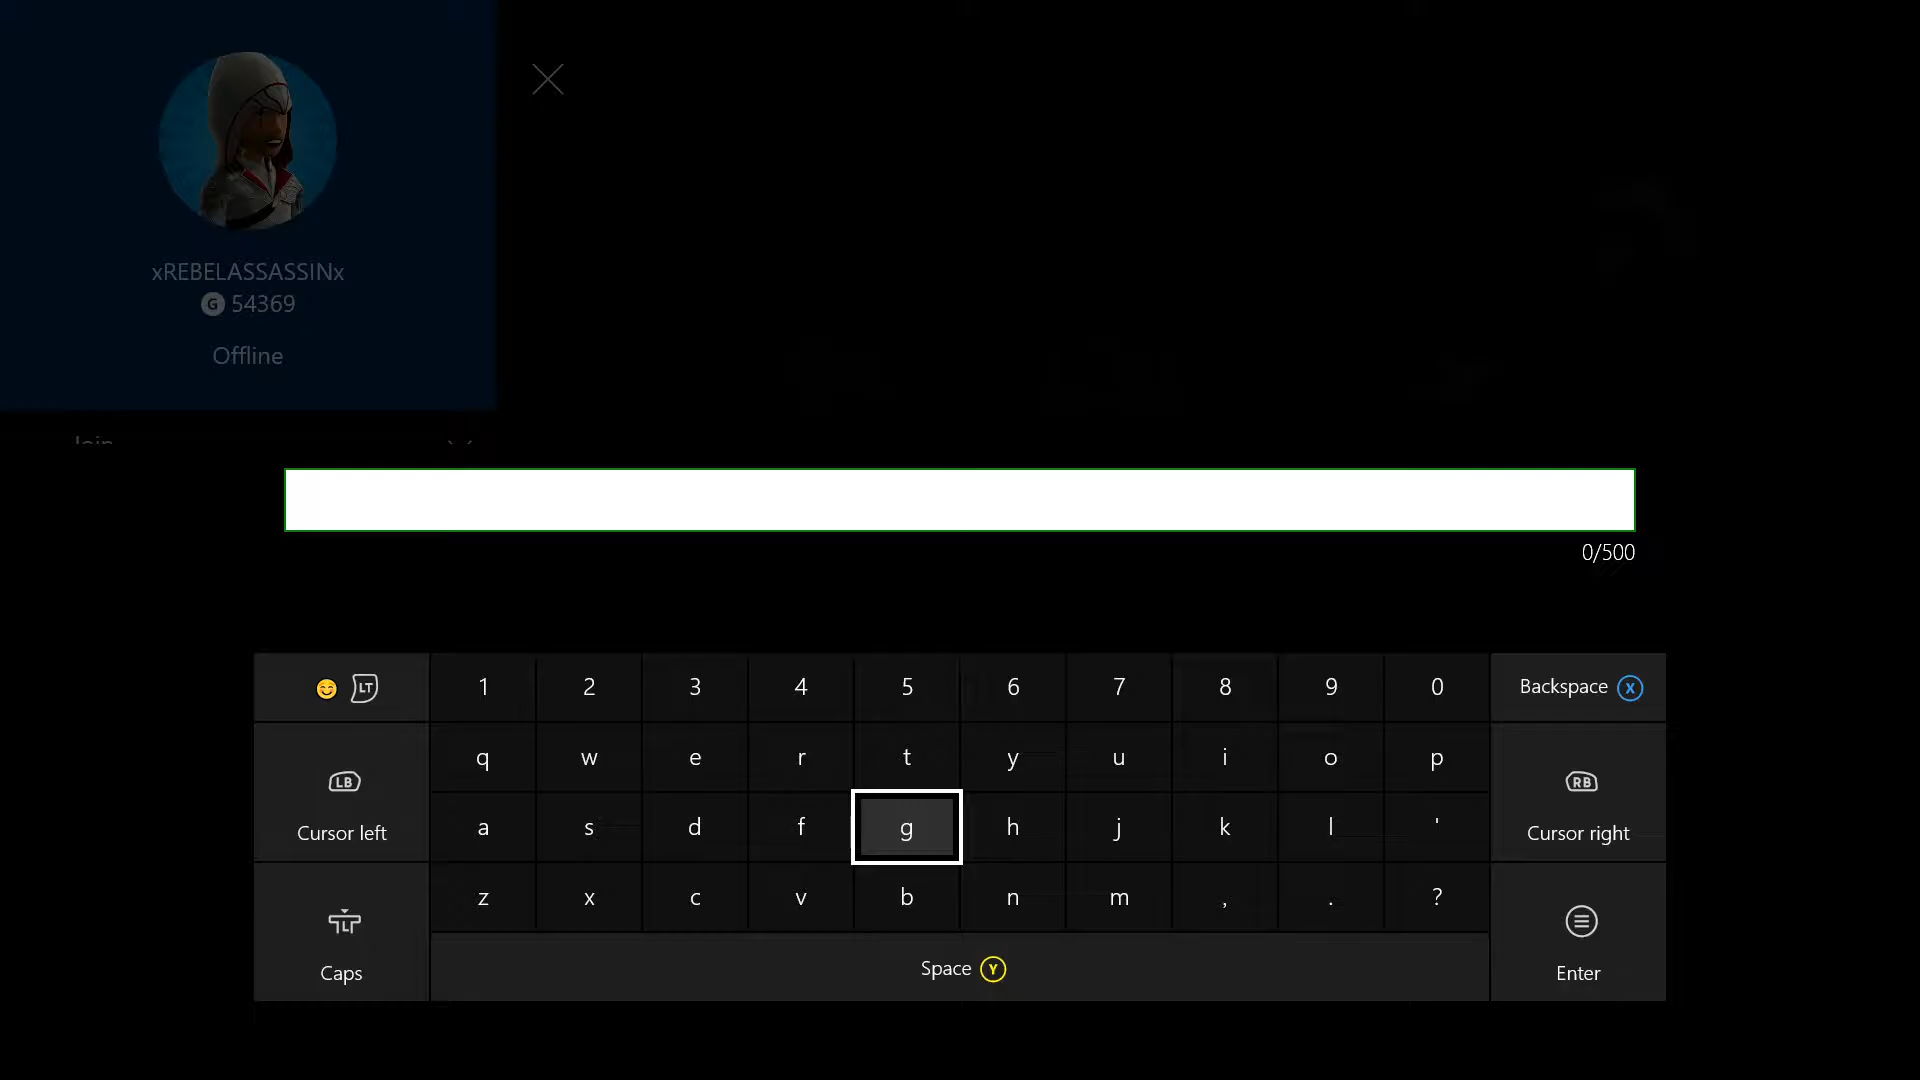 xREBELASSASSINx
G 54369
Offline
Join
0/500
LT 1 2 3 4 5 6 7 8 9 0 Backspace X
q w e r t y u i o p
LB RB
Cursor left a s d f g h j k l ' Cursor right
z x c v b n m , . ?
Caps Space Y Enter